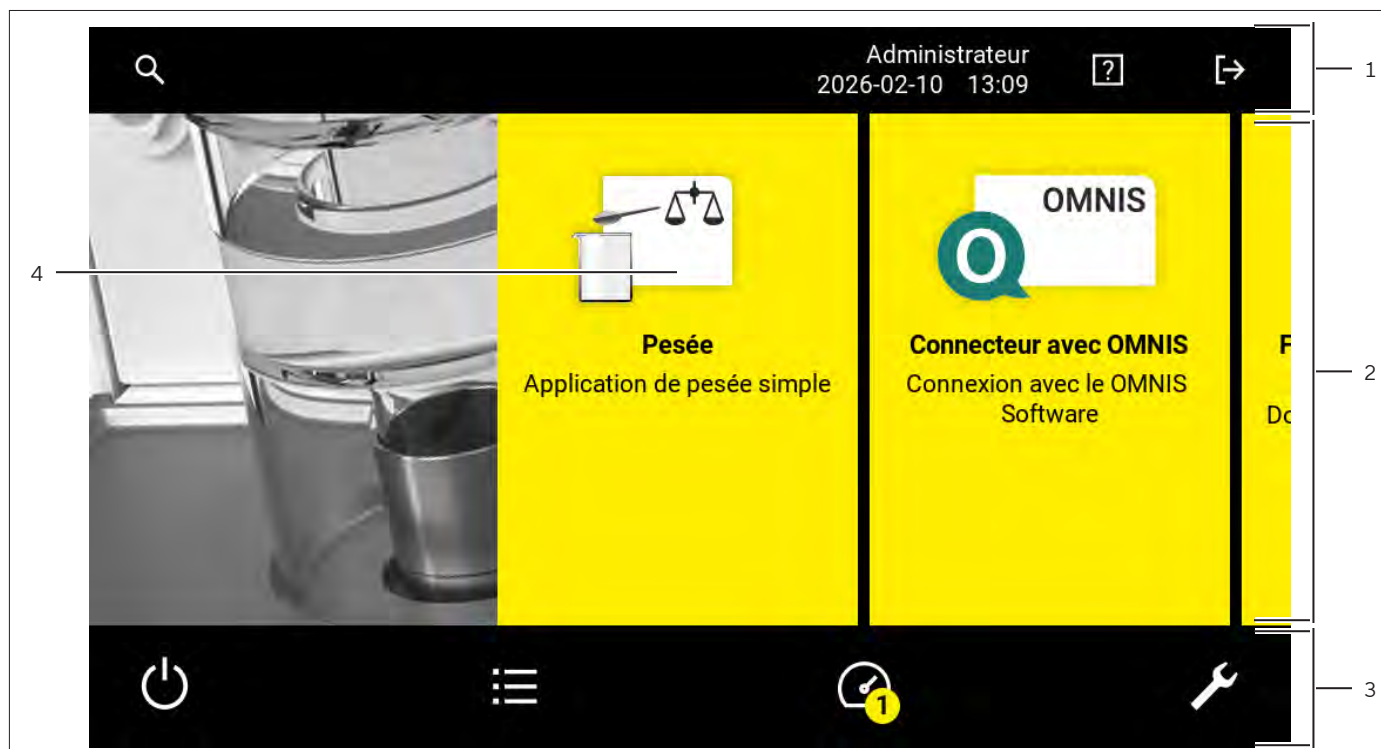 Administrateur
2026-02-10 13:09
?
1
OMNIS
O
4
Pesée
Application de pesée simple
Connecteur avec OMNIS
Connexion avec le OMNIS
Software
F
Do
2
1
3